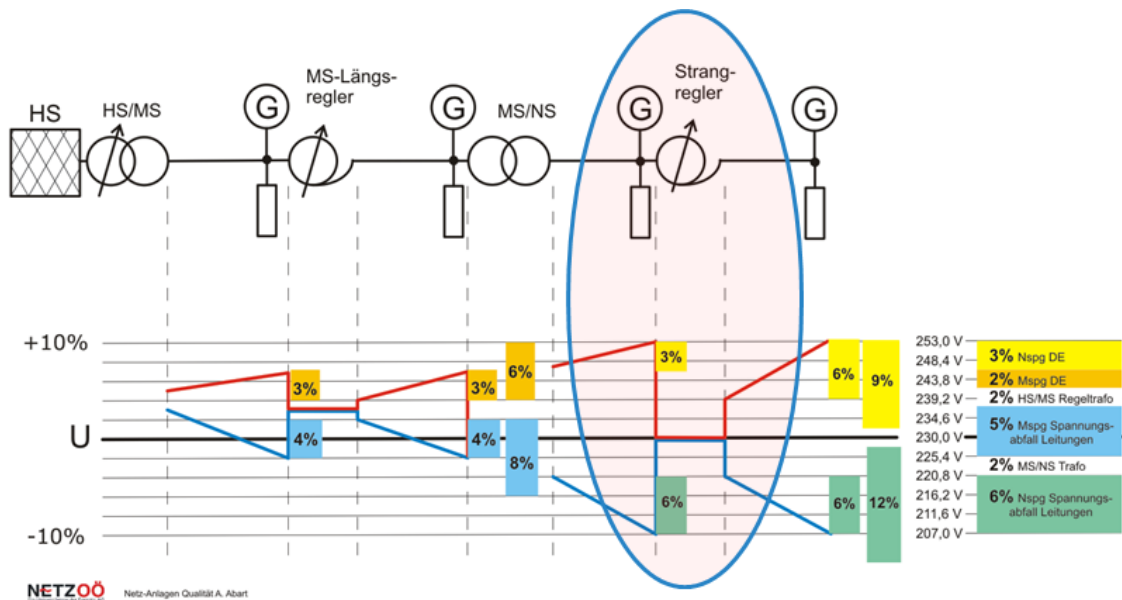 HS
HS/MS
G
MS-Längs-
regler
G
MS/NS
G
Strang-
regler
G
+10%
U
-10%
3%
4%
3%
4%
6%
8%
3%
6%
6%
6%
9%
12%
253,0 V
248,4 V
243,8 V
239,2 V
234,6 V
230,0 V
225,4 V
220,8 V
216,2 V
211,6 V
207,0 V
3% Nspg DE
2% Mspg DE
2% HS/MS Regeltrafo
5% Mspg Spannungs-
abfall Leitungen
2% MS/NS Trafo
6% Nspg Spannungs-
abfall Leitungen
NETZOÖ
Netz-Anlagen Qualität A. Abart